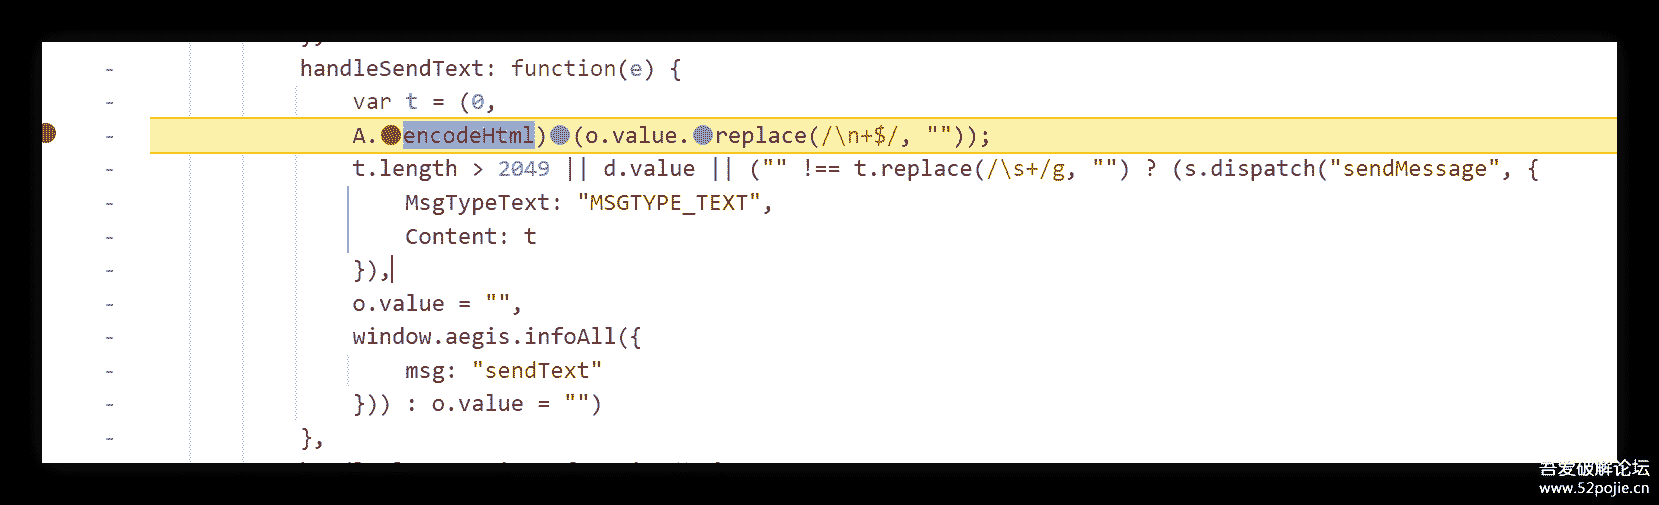 handleSendText: function(e) {
var t = (0,
A.encodeHtml)(o.value.replace(/\n+$/, ""));
t.length > 2049 || d.value || ("" !== t.replace(/\s+/g, "") ? (s.dispatch("sendMessage", {
MsgTypeText: "MSGTYPE_TEXT",
Content: t
}),
o.value = "",
window.aegis.infoAll({
msg: "sendText"
})) : o.value = "")
},
吾爱破解论坛
www.52pojie.cn